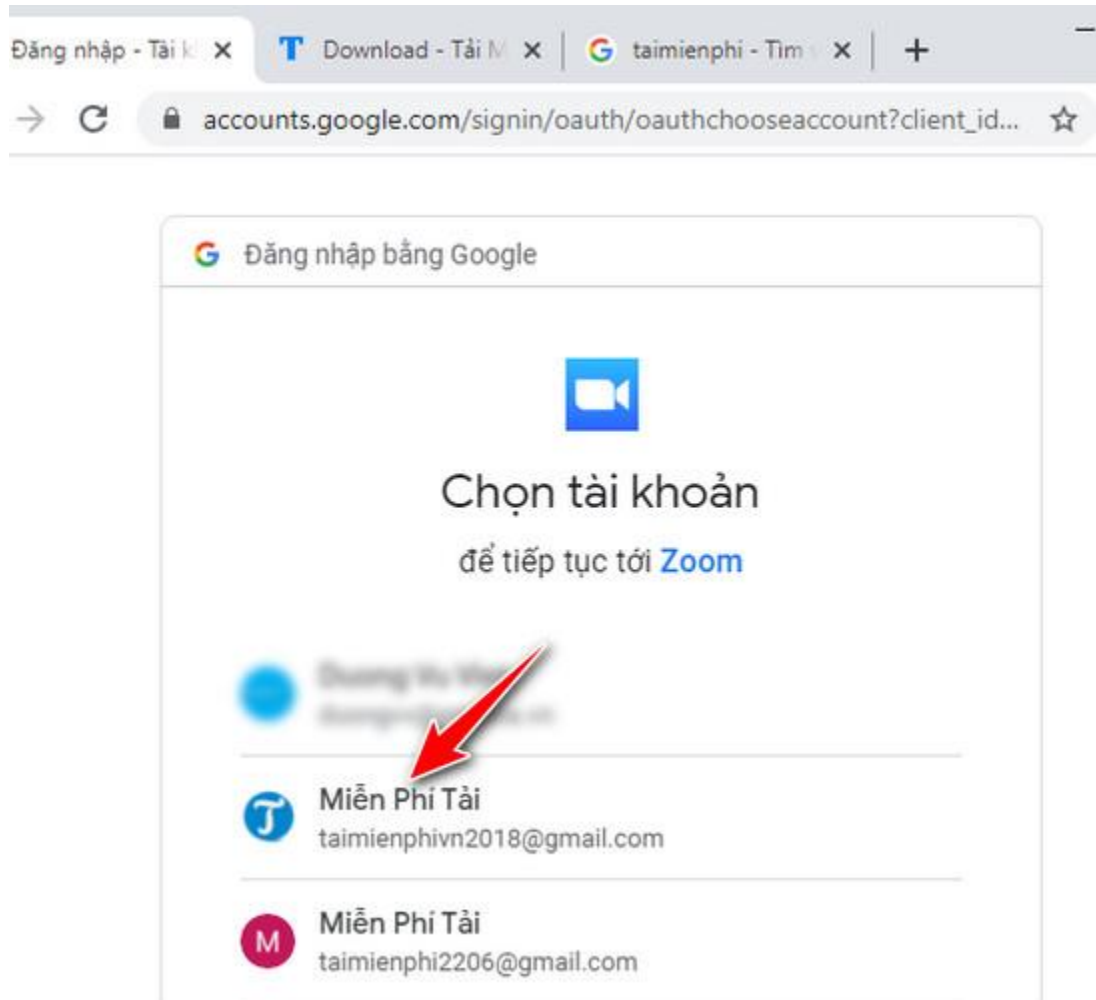 Đăng nhập - Tài k
Download - Tải M
taimienphi - Tìm
accounts.google.com/signin/oauth/oauthchooseaccount?client_id...
Đăng nhập bằng Google
Chọn tài khoản
để tiếp tục tới Zoom
Miễn Phí Tải
taimienphivn2018@gmail.com
M
Miễn Phí Tải
taimienphi2206@gmail.com